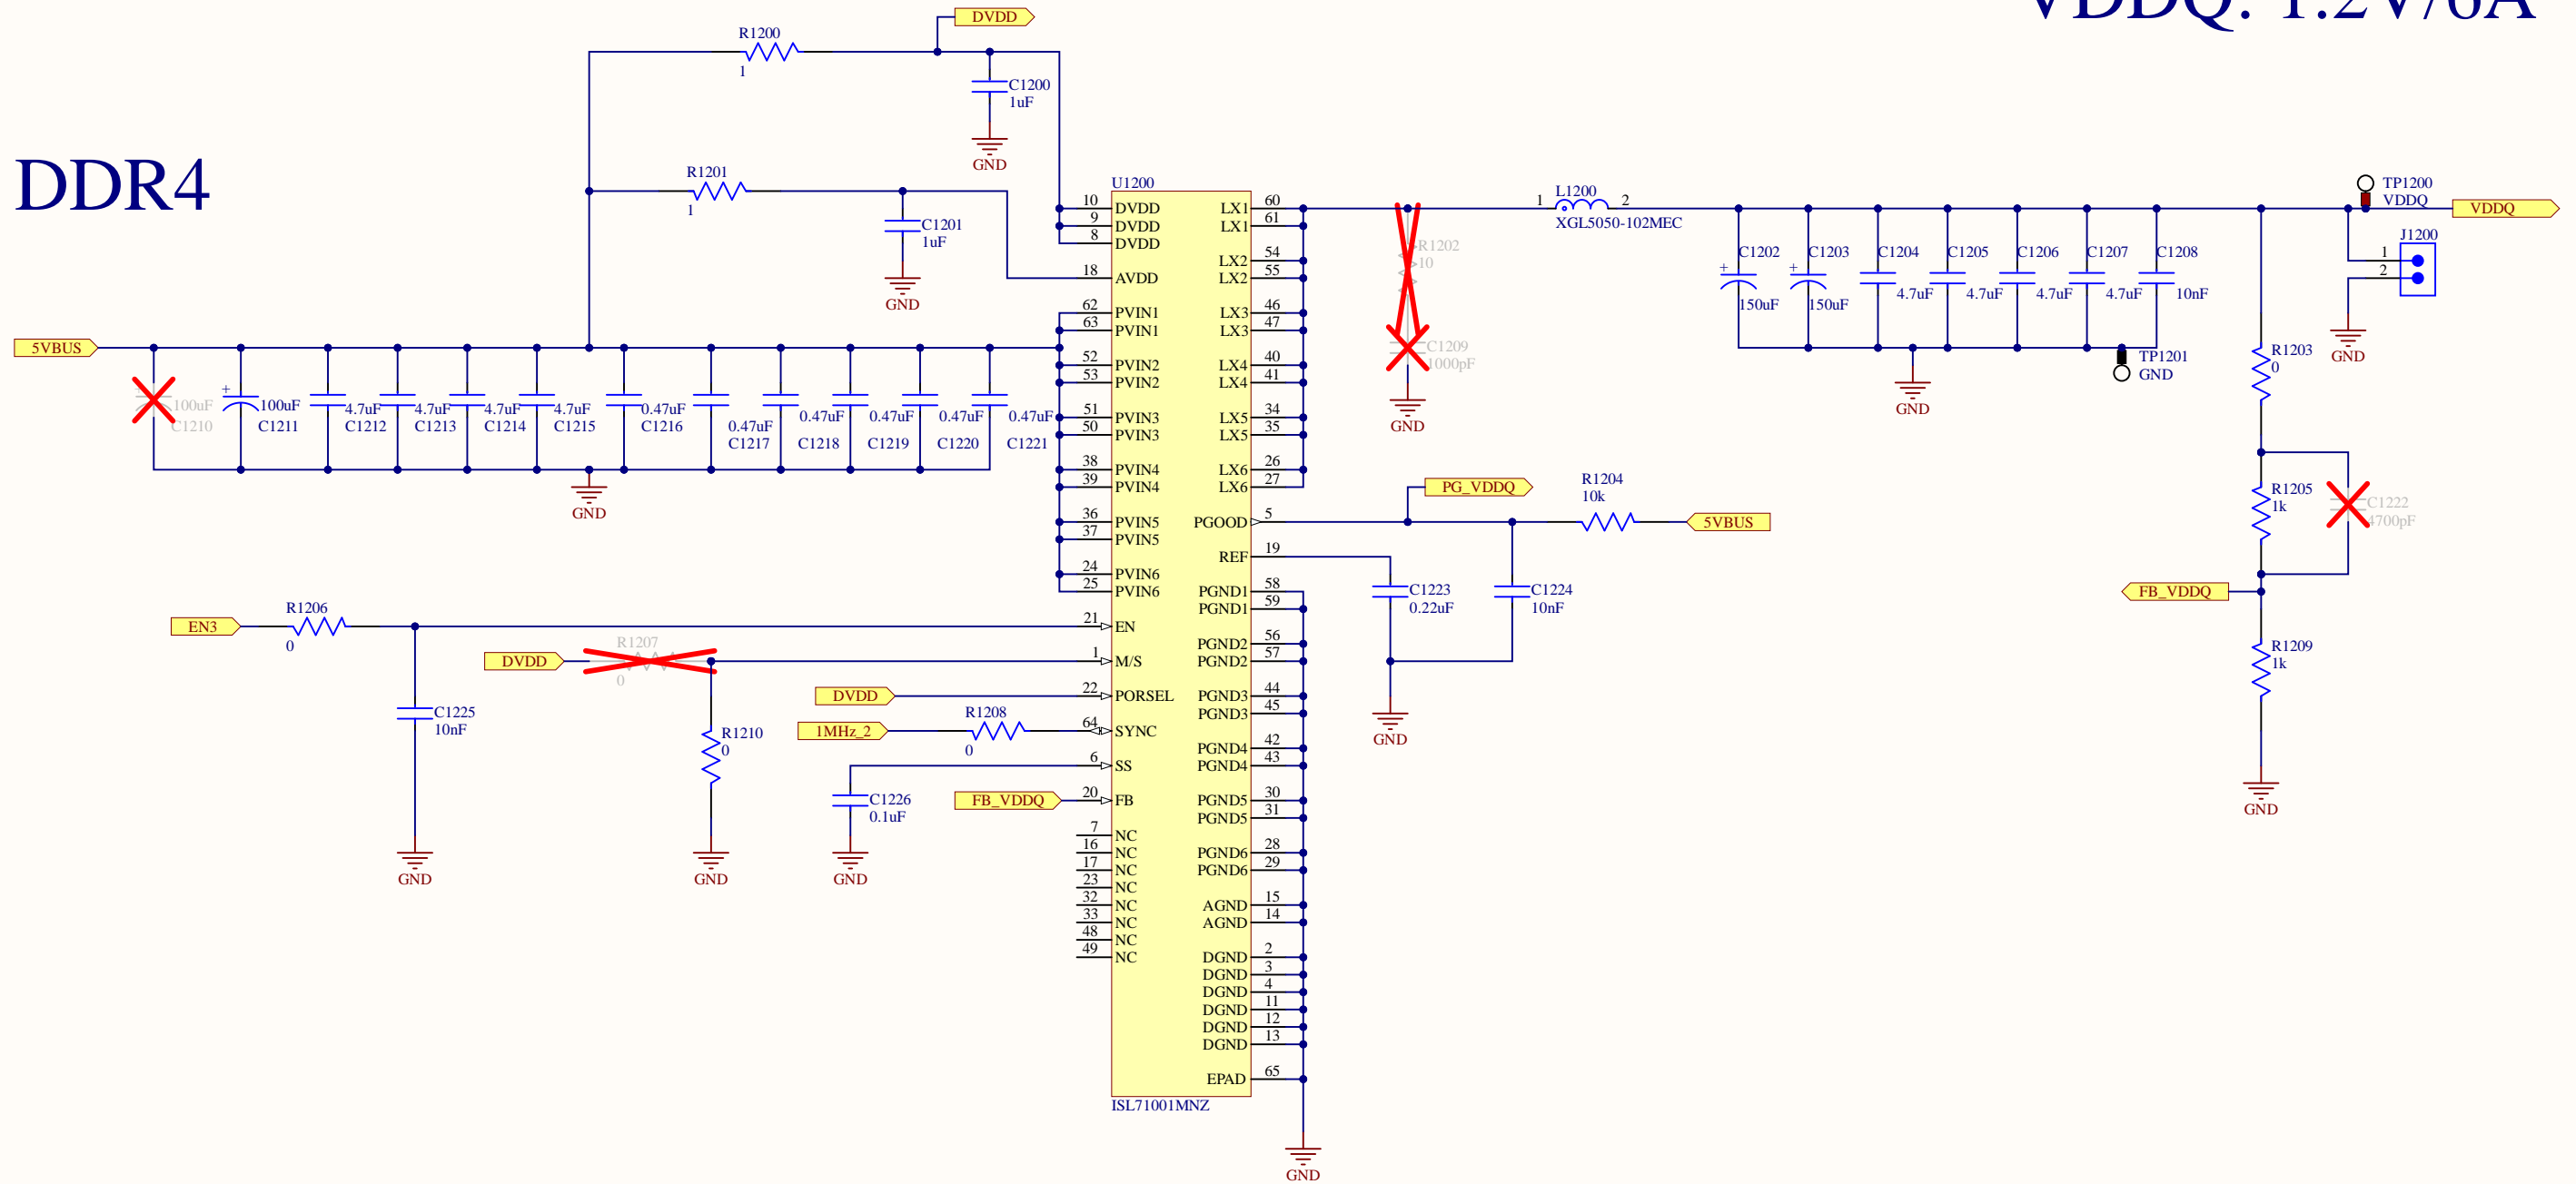 VDDQ: 1.2V/6A
DDR4
DVDD
R1200
1
C1200
1uF
GND
R1201
1
C1201
1uF
GND
5VBUS
100uF
C1210
+
100uF
C1211
4.7uF
C1212
4.7uF
C1213
4.7uF
C1214
4.7uF
C1215
0.47uF
C1216
0.47uF
C1217
0.47uF
C1218
0.47uF
C1219
0.47uF
C1220
0.47uF
C1221
GND
EN3
R1206
0
C1225
10nF
GND
DVDD
R1207
0
R1210
0
GND
DVDD
1MHz_2
R1208
0
C1226
0.1uF
GND
FB_VDDQ
U1200
10 DVDD
9 DVDD
8 DVDD
18 AVDD
62 PVIN1
63 PVIN1
52 PVIN2
53 PVIN2
51 PVIN3
50 PVIN3
38 PVIN4
39 PVIN4
36 PVIN5
37 PVIN5
24 PVIN6
25 PVIN6
21 EN
1 M/S
22 PORSEL
64 SYNC
6 SS
20 FB
7 NC
16 NC
17 NC
23 NC
32 NC
33 NC
48 NC
49 NC
LX1 60
LX1 61
LX2 54
LX2 55
LX3 46
LX3 47
LX4 40
LX4 41
LX5 34
LX5 35
LX6 26
LX6 27
PGOOD 5
REF 19
PGND1 58
PGND1 59
PGND2 56
PGND2 57
PGND3 44
PGND3 45
PGND4 42
PGND4 43
PGND5 30
PGND5 31
PGND6 28
PGND6 29
AGND 15
AGND 14
DGND 2
DGND 3
DGND 4
DGND 11
DGND 12
DGND 13
EPAD 65
ISL71001MNZ
GND
R1202
10
C1209
1000pF
GND
1 L1200 2
XGL5050-102MEC
PG_VDDQ
R1204
10k
5VBUS
C1223
0.22uF
C1224
10nF
GND
+
C1202
150uF
+
C1203
150uF
C1204
4.7uF
C1205
4.7uF
C1206
4.7uF
C1207
4.7uF
C1208
10nF
GND
TP1201
GND
TP1200
VDDQ
VDDQ
J1200
1
2
GND
R1203
0
R1205
1k
C1222
4700pF
FB_VDDQ
R1209
1k
GND